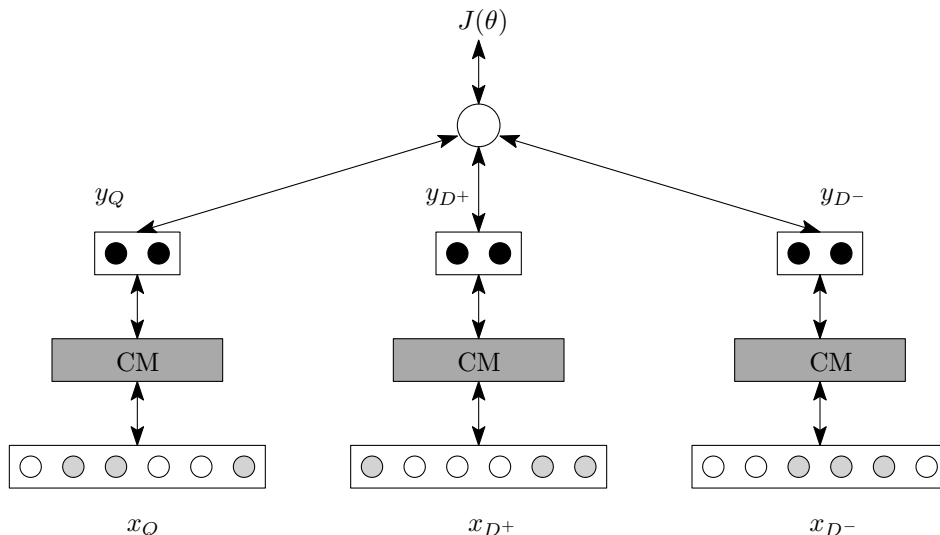 J(θ)
y_Q y_{D^+} y_{D^-}
CM CM CM
x_Q x_{D^+} x_{D^-}